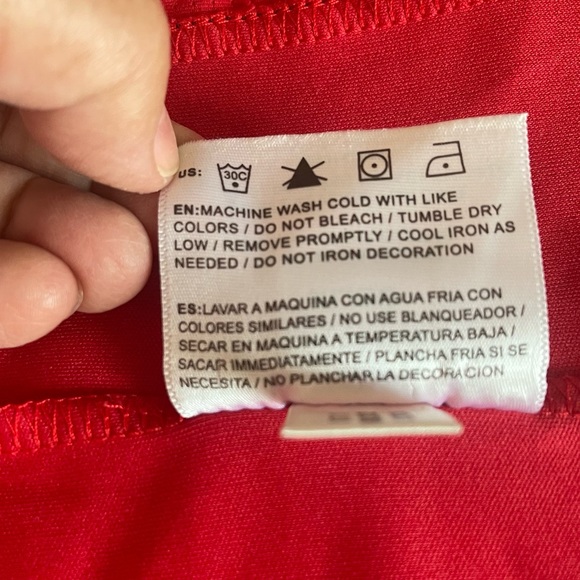 US: 30C
EN:MACHINE WASH COLD WITH LIKE
COLORS / DO NOT BLEACH / TUMBLE DRY
LOW / REMOVE PROMPTLY / COOL IRON AS
NEEDED / DO NOT IRON DECORATION
ES:LAVAR A MAQUINA CON AGUA FRIA CON
COLORES SIMILARES / NO USE BLANQUEADOR /
SECAR EN MAQUINA A TEMPERATURA BAJA /
SACAR IMMEDIATAMENTE / PLANCHA FRIA SI SE
NECESITA / NO PLANCHAR LA DECORACIÓN